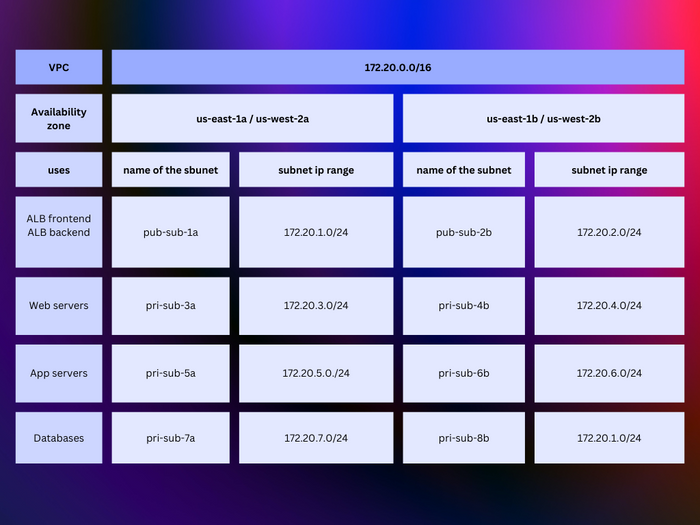 VPC
172.20.0.0/16
Availability
zone
us-east-1a / us-west-2a
us-east-1b / us-west-2b
uses
name of the sbunet
subnet ip range
name of the subnet
subnet ip range
ALB frontend
ALB backend
pub-sub-1a
172.20.1.0/24
pub-sub-2b
172.20.2.0/24
Web servers
pri-sub-3a
172.20.3.0/24
pri-sub-4b
172.20.4.0/24
App servers
pri-sub-5a
172.20.5.0./24
pri-sub-6b
172.20.6.0/24
Databases
pri-sub-7a
172.20.7.0/24
pri-sub-8b
172.20.1.0/24